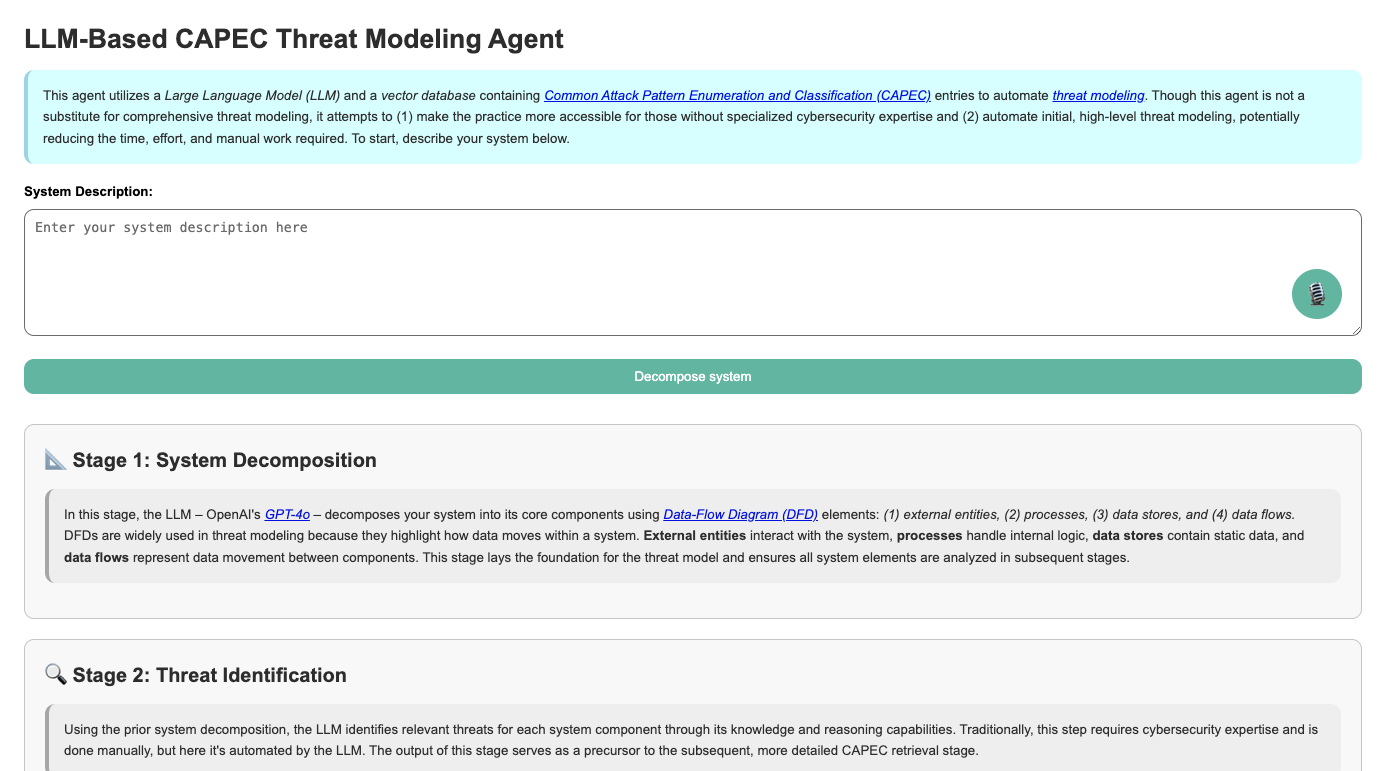 LLM-Based CAPEC Threat Modeling Agent
This agent utilizes a Large Language Model (LLM) and a vector database containing Common Attack Pattern Enumeration and Classification (CAPEC) entries to automate threat modeling. Though this agent is not a
substitute for comprehensive threat modeling, it attempts to (1) make the practice more accessible for those without specialized cybersecurity expertise and (2) automate initial, high-level threat modeling, potentially
reducing the time, effort, and manual work required. To start, describe your system below.
System Description:
Enter your system description here
Decompose system
Stage 1: System Decomposition
In this stage, the LLM – OpenAI's GPT-4o – decomposes your system into its core components using Data-Flow Diagram (DFD) elements: (1) external entities, (2) processes, (3) data stores, and (4) data flows.
DFDs are widely used in threat modeling because they highlight how data moves within a system. External entities interact with the system, processes handle internal logic, data stores contain static data, and
data flows represent data movement between components. This stage lays the foundation for the threat model and ensures all system elements are analyzed in subsequent stages.
Stage 2: Threat Identification
Using the prior system decomposition, the LLM identifies relevant threats for each system component through its knowledge and reasoning capabilities. Traditionally, this step requires cybersecurity expertise and is
done manually, but here it's automated by the LLM. The output of this stage serves as a precursor to the subsequent, more detailed CAPEC retrieval stage.